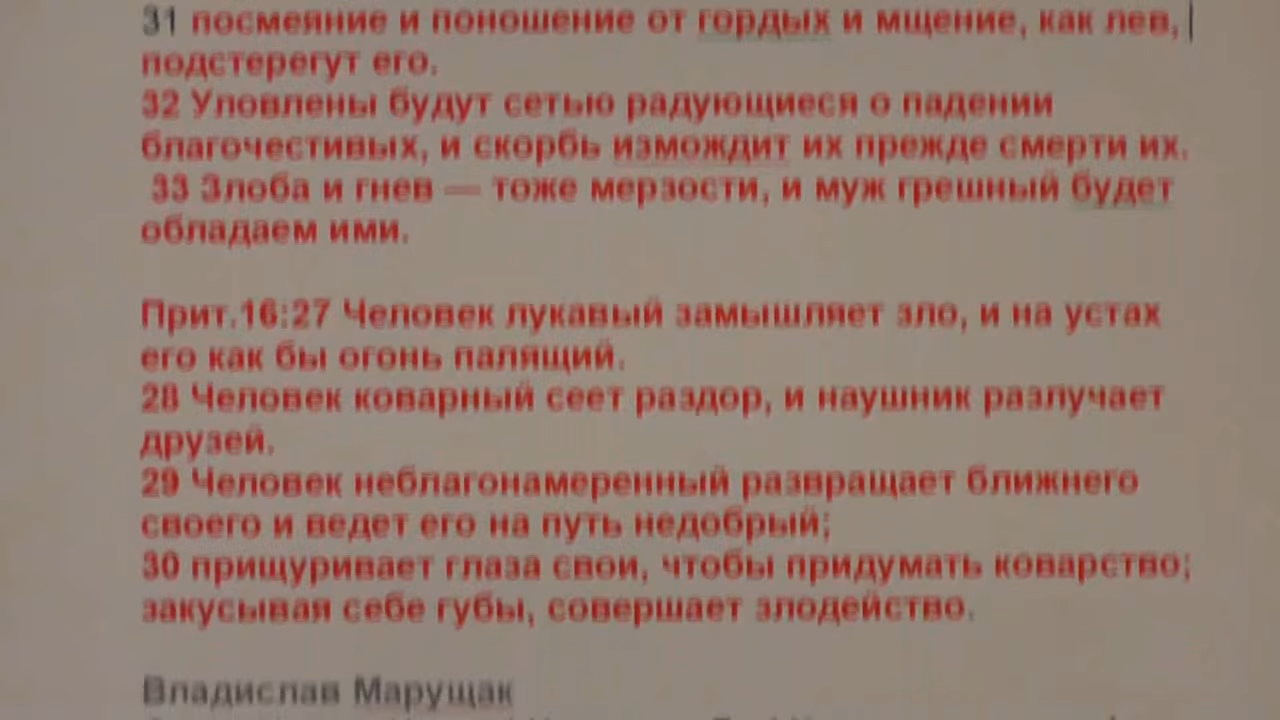 31 посмеяние и поношение от гордых и мщение, как лев,
подстерегут его.
32 Уловлены будут сетью радующиеся о падении
благочестивых, и скорбь измождит их прежде смерти их.
33 Злоба и гнев — тоже мерзости, и муж грешный будет
обладаем ими.
Прит.16:27 Человек лукавый замышляет зло, и на устах
его как бы огонь палящий.
28 Человек коварный сеет раздор, и наушник разлучает
друзей.
29 Человек неблагонамеренный развращает ближнего
своего и ведет его на путь недобрый;
30 прищуривает глаза свои, чтобы придумать коварство;
закусывая себе губы, совершает злодейство.
Владислав Марущак